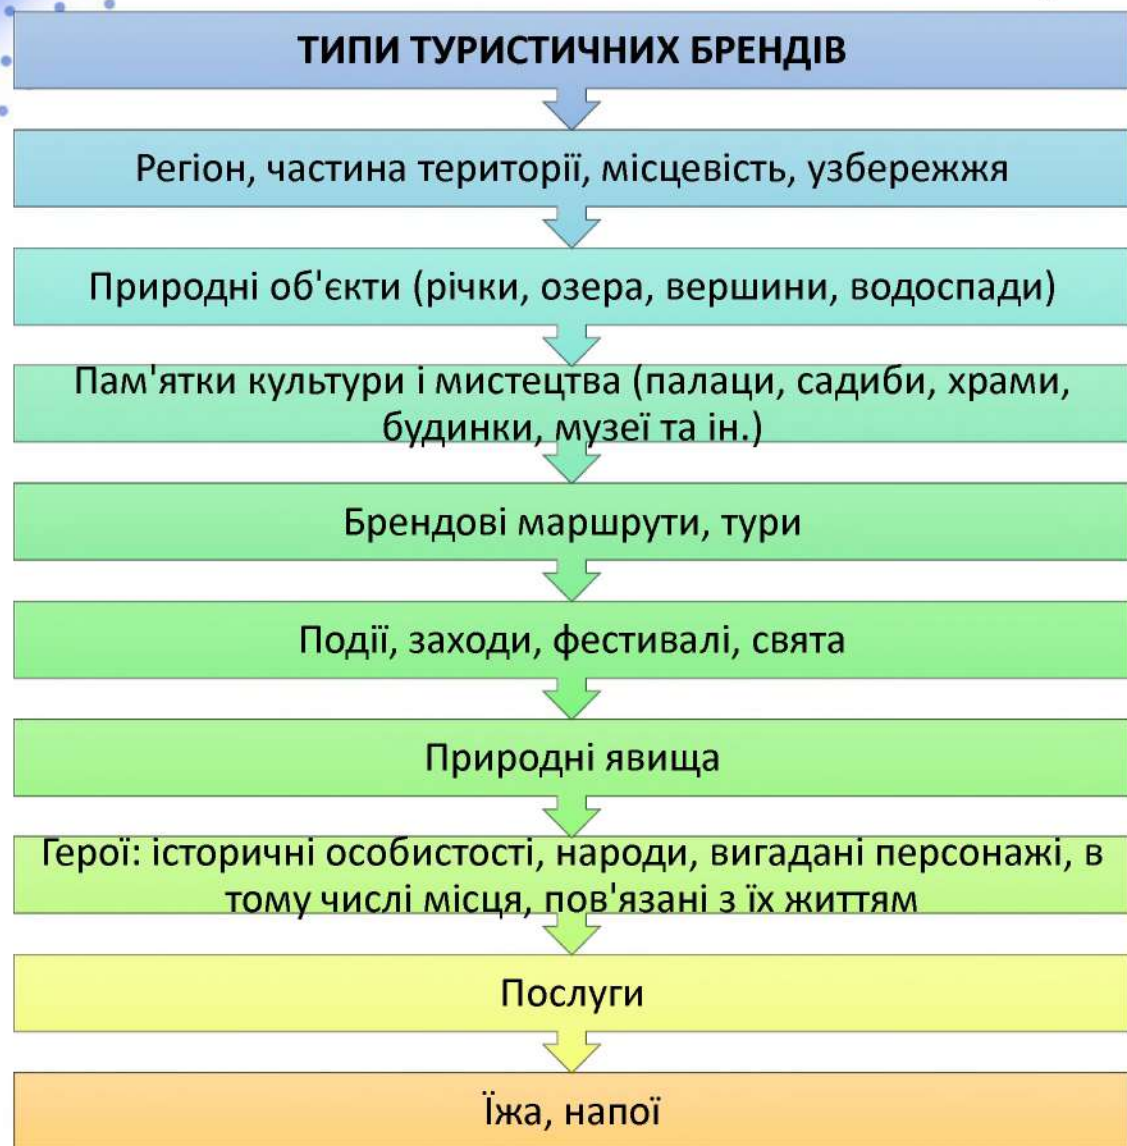 ТИПИ ТУРИСТИЧНИХ БРЕНДІВ
Регіон, частина території, місцевість, узбережжя
Природні об'єкти (річки, озера, вершини, водоспади)
Пам'ятки культури і мистецтва (палаци, садиби, храми,
будинки, музеї та ін.)
Брендові маршрути, тури
Події, заходи, фестивалі, свята
Природні явища
Герої: історичні особистості, народи, вигадані персонажі, в
тому числі місця, пов'язані з їх життям
Послуги
Їжа, напої